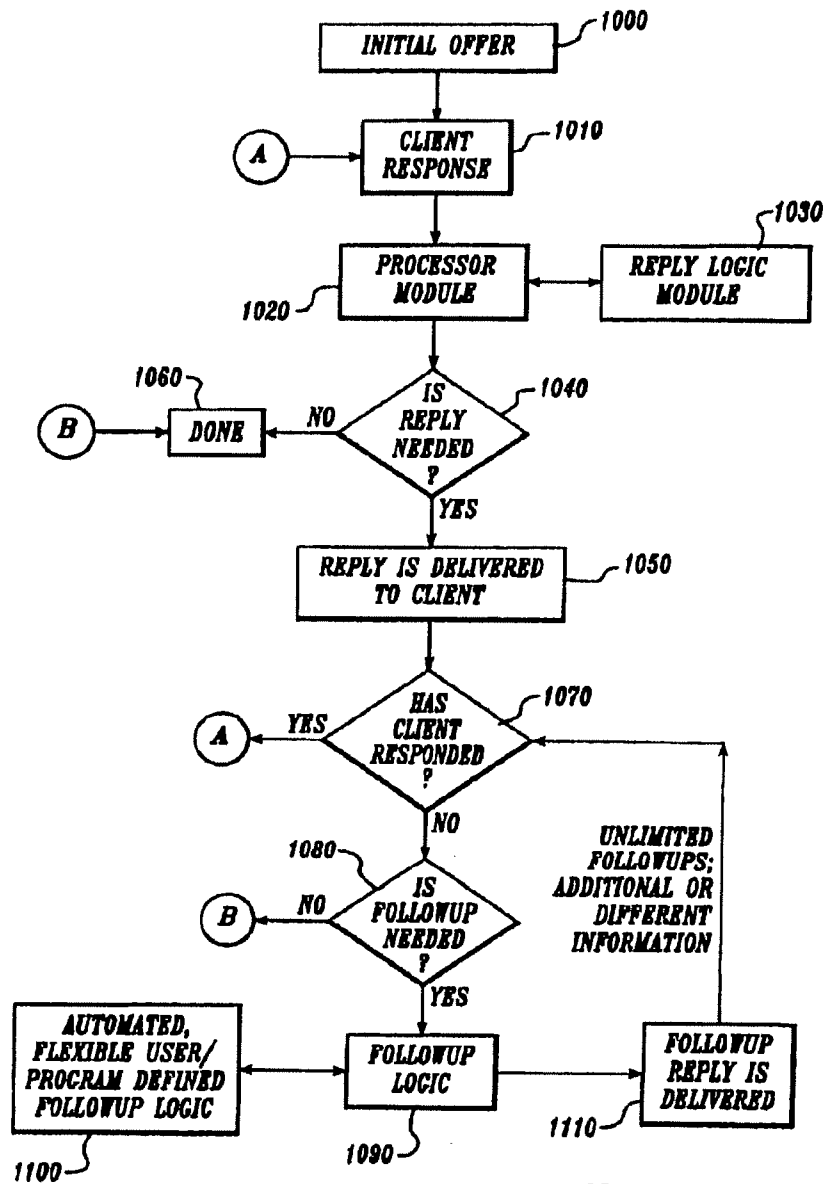 INITIAL OFFER
1000
A
CLIENT
RESPONSE
1010
PROCESSOR
MODULE
1020
REPLY LOGIC
MODULE
1030
IS
REPLY
NEEDED
?
1040
NO
DONE
1060
B
YES
REPLY IS DELIVERED
TO CLIENT
1050
HAS
CLIENT
RESPONDED
?
1070
YES
A
NO
IS
FOLLOWUP
NEEDED
?
1080
NO
B
YES
UNLIMITED
FOLLOWUPS;
ADDITIONAL OR
DIFFERENT
INFORMATION
AUTOMATED,
FLEXIBLE USER/
PROGRAM DEFINED
FOLLOWUP LOGIC
1100
FOLLOWUP
LOGIC
1090
FOLLOWUP
REPLY IS
DELIVERED
1110